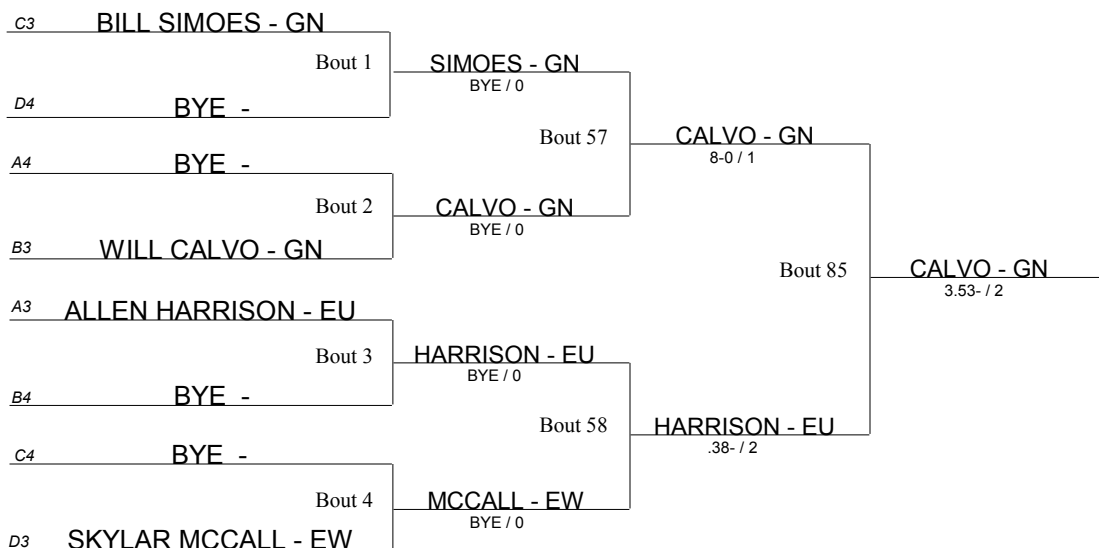 C3 BILL SIMOES - GN
Bout 1
SIMOES - GN
BYE / 0
D4 BYE -
Bout 57
CALVO - GN
8-0 / 1
A4 BYE -
Bout 2
CALVO - GN
BYE / 0
B3 WILL CALVO - GN
Bout 85
CALVO - GN
3.53- / 2
A3 ALLEN HARRISON - EU
Bout 3
HARRISON - EU
BYE / 0
B4 BYE -
Bout 58
HARRISON - EU
.38- / 2
C4 BYE -
Bout 4
MCCALL - EW
BYE / 0
D3 SKYLAR MCCALL - EW